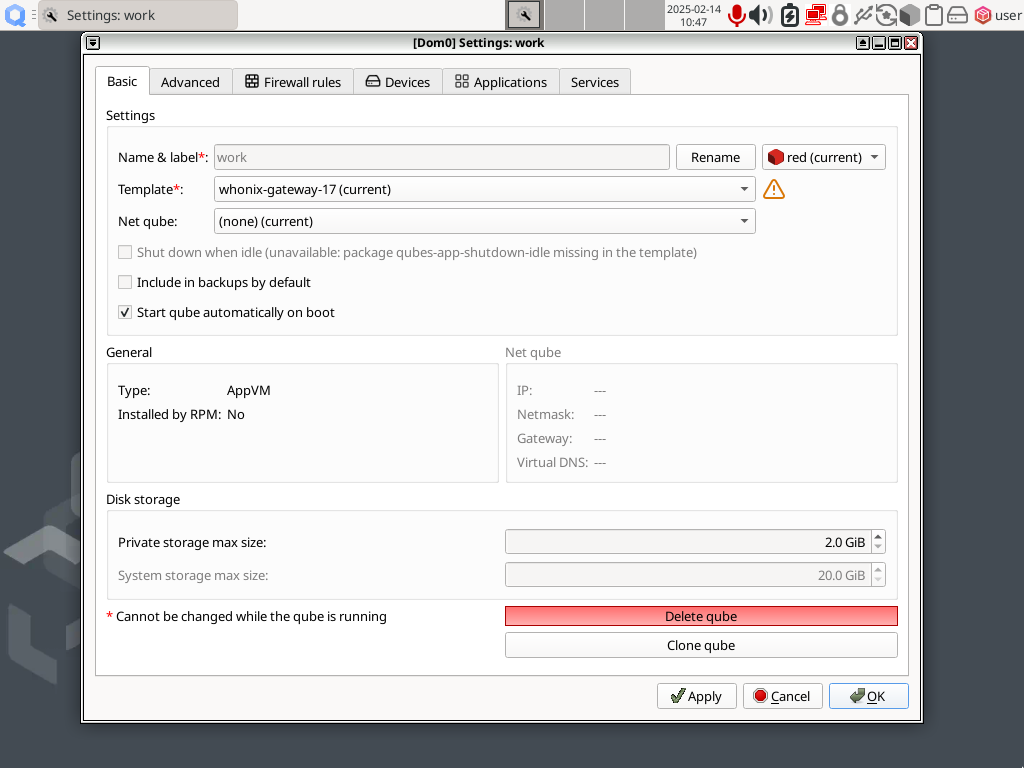 Settings: work
2025-02-14
10:47
user
[Dom0] Settings: work
Basic
Advanced
Firewall rules
Devices
Applications
Services
Settings
Name & label*:
work
Rename
red (current)
Template*:
whonix-gateway-17 (current)
Net qube:
(none) (current)
Shut down when idle (unavailable: package qubes-app-shutdown-idle missing in the template)
Include in backups by default
Start qube automatically on boot
General
Type: AppVM
Installed by RPM: No
Net qube
IP: ---
Netmask: ---
Gateway: ---
Virtual DNS: ---
Disk storage
Private storage max size:
2.0 GiB
System storage max size:
20.0 GiB
* Cannot be changed while the qube is running
Delete qube
Clone qube
Apply
Cancel
OK